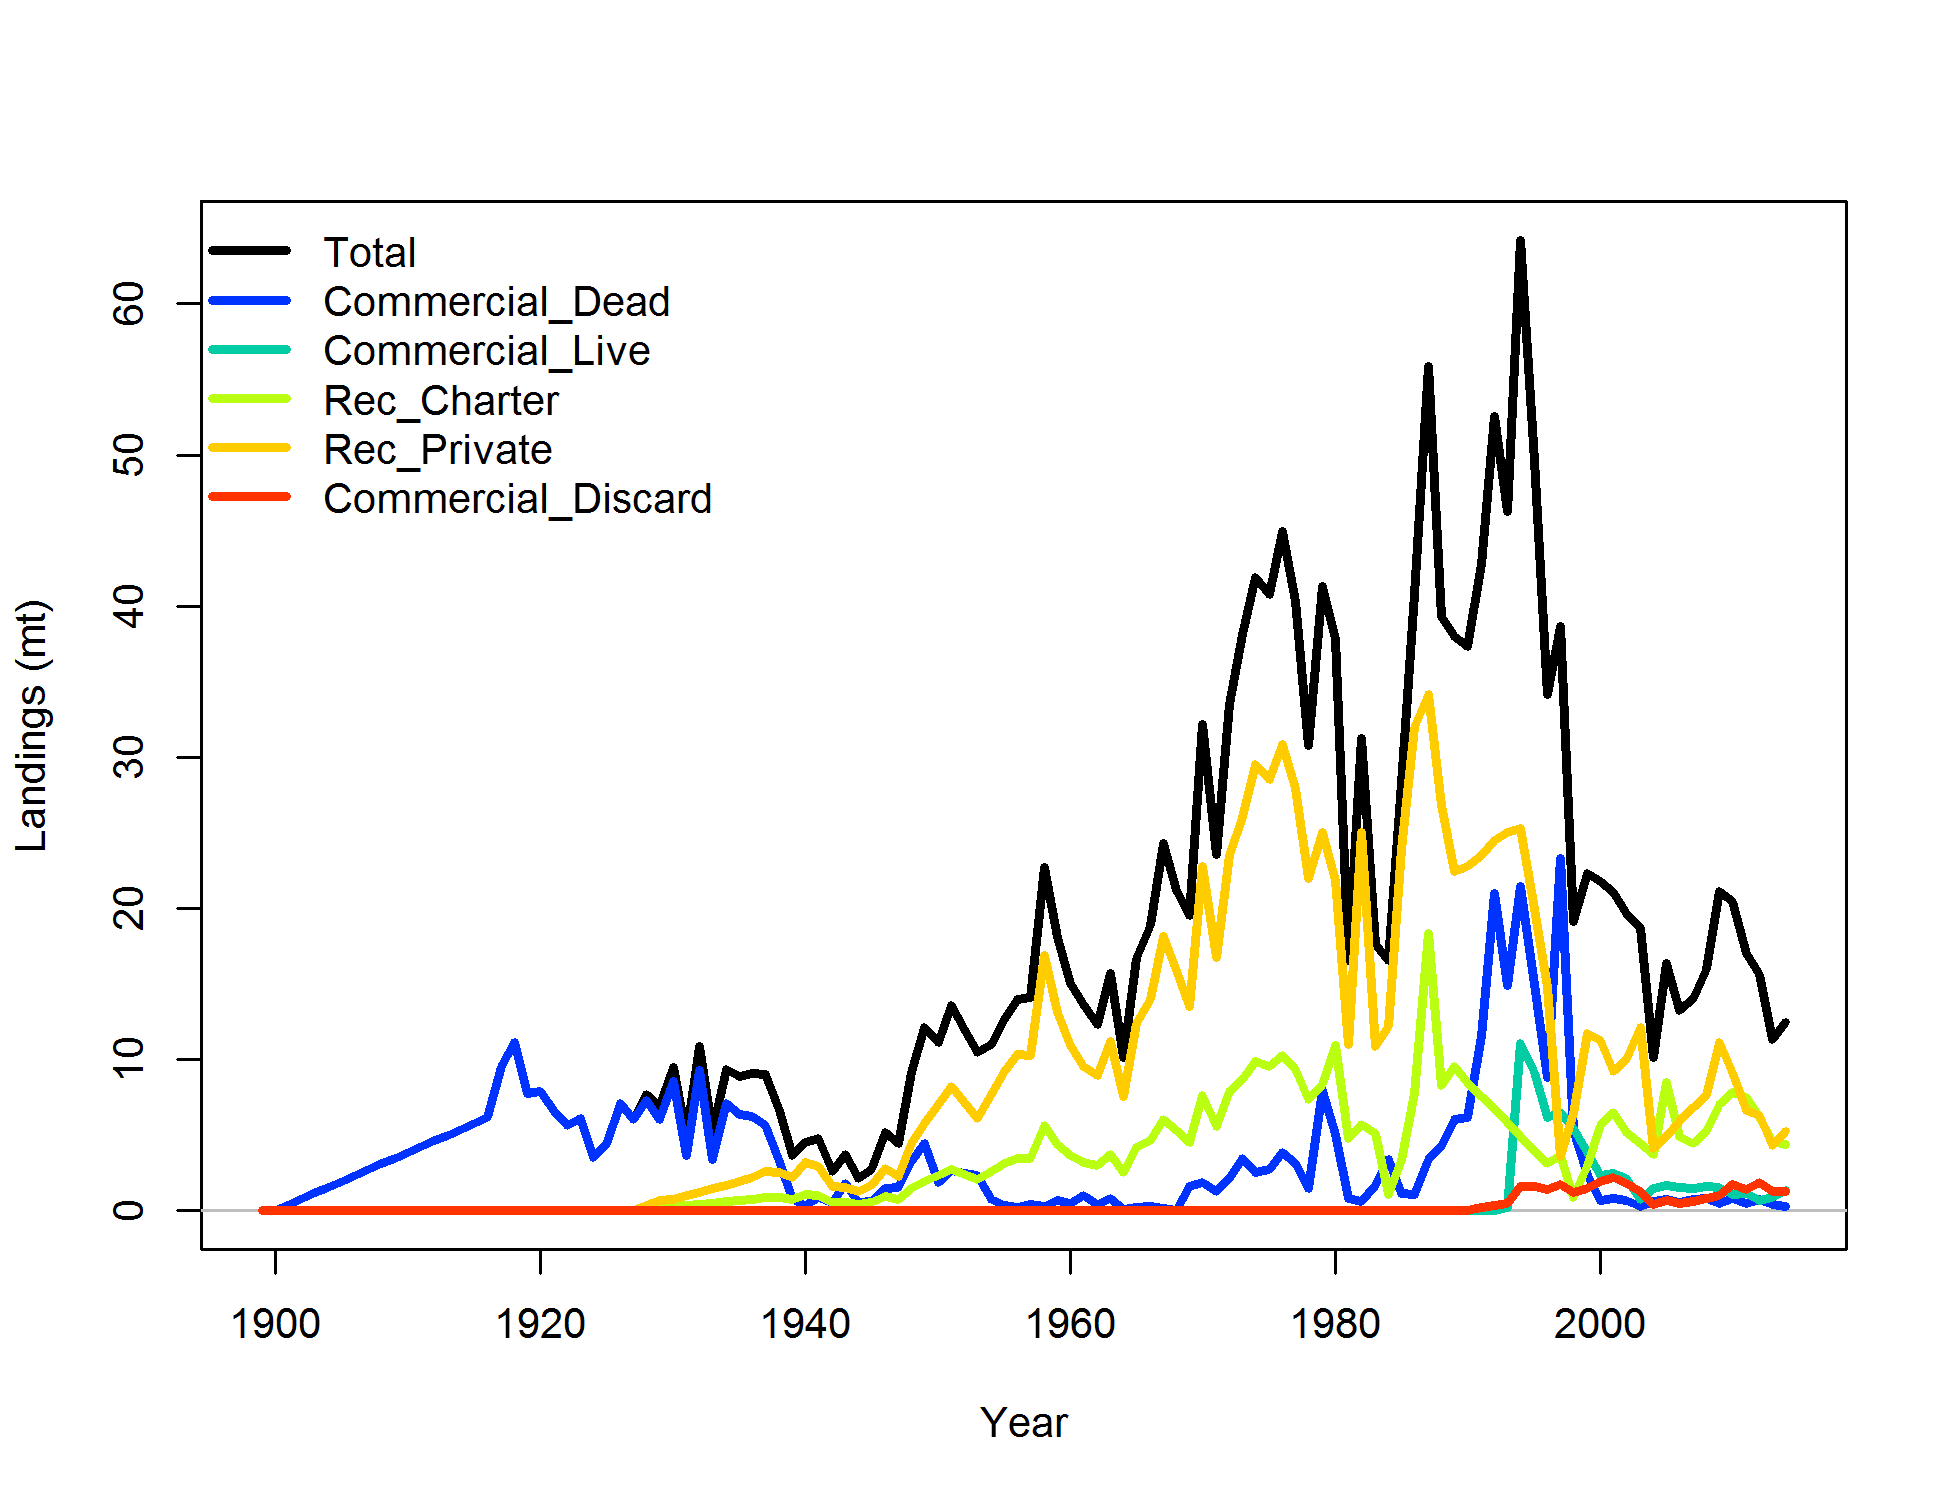 Total
Commercial_Dead
Commercial_Live
Rec_Charter
Rec_Private
Commercial_Discard
60
50
40
30
20
10
0
Landings (mt)
1900 1920 1940 1960 1980 2000
Year